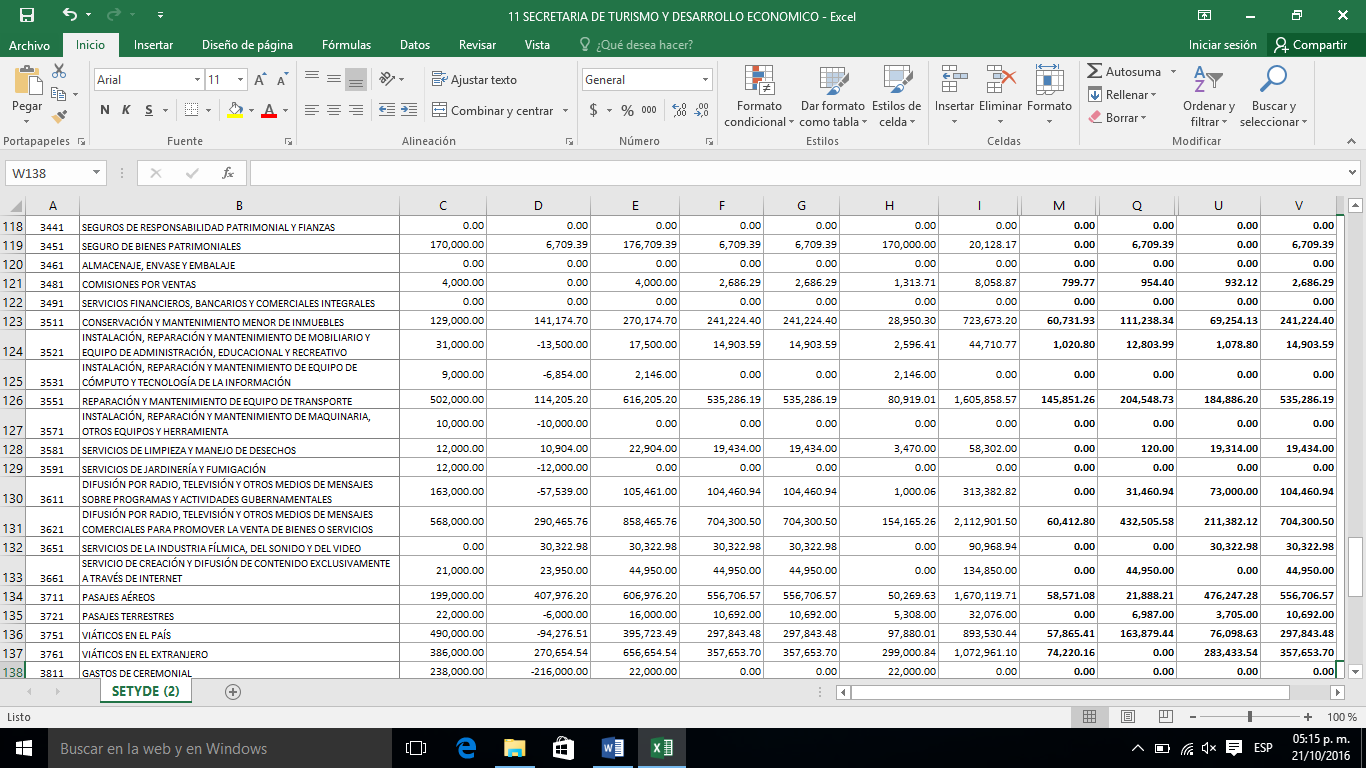 11 SECRETARIA DE TURISMO Y DESARROLLO ECONOMICO - Excel
Archivo Inicio Insertar Diseño de página Fórmulas Datos Revisar Vista ¿Qué desea hacer? Iniciar sesión Compartir
Pegar
Arial 11
N K S
Ajustar texto
Combinar y centrar
General
$ % 000
Formato condicional
Dar formato como tabla
Estilos de celda
Insertar Eliminar Formato
Autosuma
Rellenar
Borrar
Ordenar y filtrar
Buscar y seleccionar
Portapapeles Fuente Alineación Número Estilos Celdas Modificar
W138 fx
A B C D E F G H I M Q U V
118 3441 SEGUROS DE RESPONSABILIDAD PATRIMONIAL Y FIANZAS 0.00 0.00 0.00 0.00 0.00 0.00 0.00 0.00 0.00 0.00 0.00
119 3451 SEGURO DE BIENES PATRIMONIALES 170,000.00 6,709.39 176,709.39 6,709.39 6,709.39 170,000.00 20,128.17 0.00 6,709.39 0.00 6,709.39
120 3461 ALMACENAJE, ENVASE Y EMBALAJE 0.00 0.00 0.00 0.00 0.00 0.00 0.00 0.00 0.00 0.00 0.00
121 3481 COMISIONES POR VENTAS 4,000.00 0.00 4,000.00 2,686.29 2,686.29 1,313.71 8,058.87 799.77 954.40 932.12 2,686.29
122 3491 SERVICIOS FINANCIEROS, BANCARIOS Y COMERCIALES INTEGRALES 0.00 0.00 0.00 0.00 0.00 0.00 0.00 0.00 0.00 0.00 0.00
123 3511 CONSERVACIÓN Y MANTENIMIENTO MENOR DE INMUEBLES 129,000.00 141,174.70 270,174.70 241,224.40 241,224.40 28,950.30 723,673.20 60,731.93 111,238.34 69,254.13 241,224.40
INSTALACIÓN, REPARACIÓN Y MANTENIMIENTO DE MOBILIARIO Y
124 3521 EQUIPO DE ADMINISTRACIÓN, EDUCACIONAL Y RECREATIVO 31,000.00 -13,500.00 17,500.00 14,903.59 14,903.59 2,596.41 44,710.77 1,020.80 12,803.99 1,078.80 14,903.59
INSTALACIÓN, REPARACIÓN Y MANTENIMIENTO DE EQUIPO DE
125 3531 CÓMPUTO Y TECNOLOGÍA DE LA INFORMACIÓN 9,000.00 -6,854.00 2,146.00 0.00 0.00 2,146.00 0.00 0.00 0.00 0.00 0.00
126 3551 REPARACIÓN Y MANTENIMIENTO DE EQUIPO DE TRANSPORTE 502,000.00 114,205.20 616,205.20 535,286.19 535,286.19 80,919.01 1,605,858.57 145,851.26 204,548.73 184,886.20 535,286.19
INSTALACIÓN, REPARACIÓN Y MANTENIMIENTO DE MAQUINARIA,
127 3571 OTROS EQUIPOS Y HERRAMIENTA 10,000.00 -10,000.00 0.00 0.00 0.00 0.00 0.00 0.00 0.00 0.00 0.00
128 3581 SERVICIOS DE LIMPIEZA Y MANEJO DE DESECHOS 12,000.00 10,904.00 22,904.00 19,434.00 19,434.00 3,470.00 58,302.00 0.00 120.00 19,314.00 19,434.00
129 3591 SERVICIOS DE JARDINERÍA Y FUMIGACIÓN 12,000.00 -12,000.00 0.00 0.00 0.00 0.00 0.00 0.00 0.00 0.00 0.00
DIFUSIÓN POR RADIO, TELEVISIÓN Y OTROS MEDIOS DE MENSAJES
130 3611 SOBRE PROGRAMAS Y ACTIVIDADES GUBERNAMENTALES 163,000.00 -57,539.00 105,461.00 104,460.94 104,460.94 1,000.06 313,382.82 0.00 31,460.94 73,000.00 104,460.94
DIFUSIÓN POR RADIO, TELEVISIÓN Y OTROS MEDIOS DE MENSAJES
131 3621 COMERCIALES PARA PROMOVER LA VENTA DE BIENES O SERVICIOS 568,000.00 290,465.76 858,465.76 704,300.50 704,300.50 154,165.26 2,112,901.50 60,412.80 432,505.58 211,382.12 704,300.50
132 3651 SERVICIOS DE LA INDUSTRIA FÍLMICA, DEL SONIDO Y DEL VIDEO 0.00 30,322.98 30,322.98 30,322.98 30,322.98 0.00 90,968.94 0.00 0.00 30,322.98 30,322.98
SERVICIO DE CREACIÓN Y DIFUSIÓN DE CONTENIDO EXCLUSIVAMENTE
133 3661 A TRAVÉS DE INTERNET 21,000.00 23,950.00 44,950.00 44,950.00 44,950.00 0.00 134,850.00 0.00 44,950.00 0.00 44,950.00
134 3711 PASAJES AÉREOS 199,000.00 407,976.20 606,976.20 556,706.57 556,706.57 50,269.63 1,670,119.71 58,571.08 21,888.21 476,247.28 556,706.57
135 3721 PASAJES TERRESTRES 22,000.00 -6,000.00 16,000.00 10,692.00 10,692.00 5,308.00 32,076.00 0.00 6,987.00 3,705.00 10,692.00
136 3751 VIÁTICOS EN EL PAÍS 490,000.00 -94,276.51 395,723.49 297,843.48 297,843.48 97,880.01 893,530.44 57,865.41 163,879.44 76,098.63 297,843.48
137 3761 VIÁTICOS EN EL EXTRANJERO 386,000.00 270,654.54 656,654.54 357,653.70 357,653.70 299,000.84 1,072,961.10 74,220.16 0.00 283,433.54 357,653.70
138 3811 GASTOS DE CEREMONIAL 238,000.00 -216,000.00 22,000.00 0.00 0.00 22,000.00 0.00 0.00 0.00 0.00 0.00
SETYDE (2)
Listo 100 %
Buscar en la web y en Windows ESP 05:15 p. m.
21/10/2016